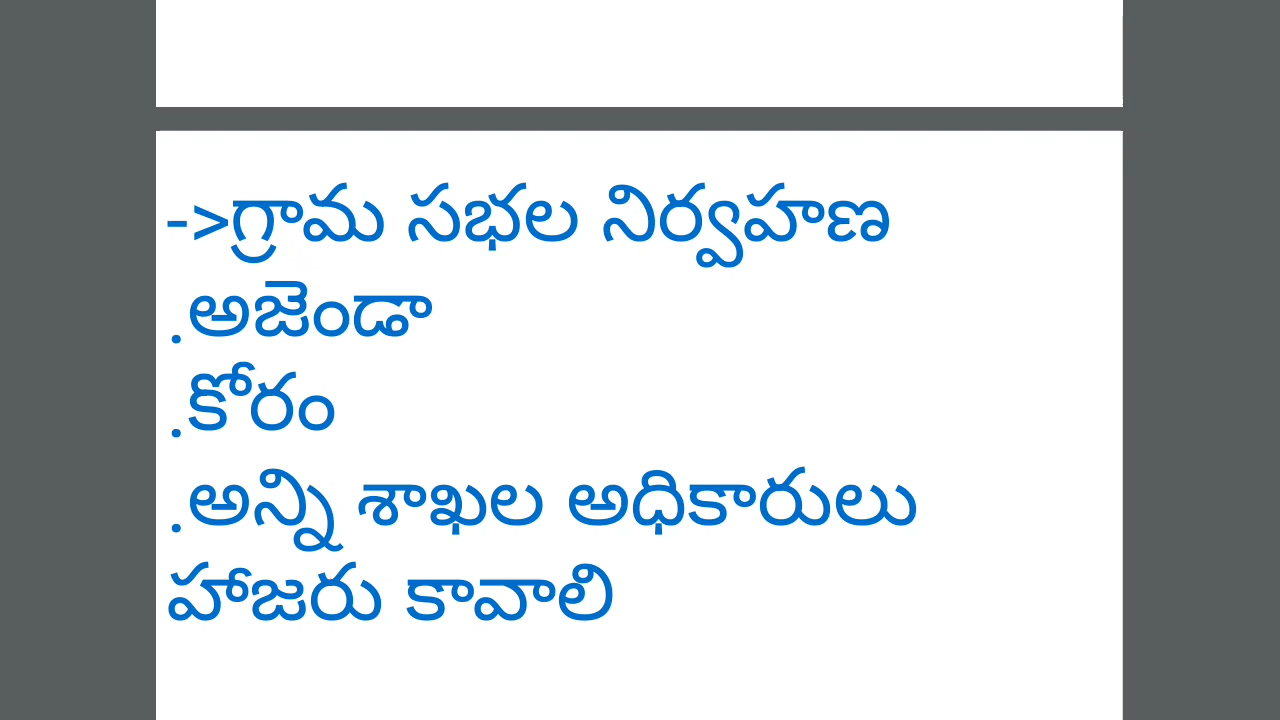 ->గ్రామ సభల నిర్వహణ
.అజెండా
.కోరం
.అన్ని శాఖల అధికారులు
హాజరు కావాలి